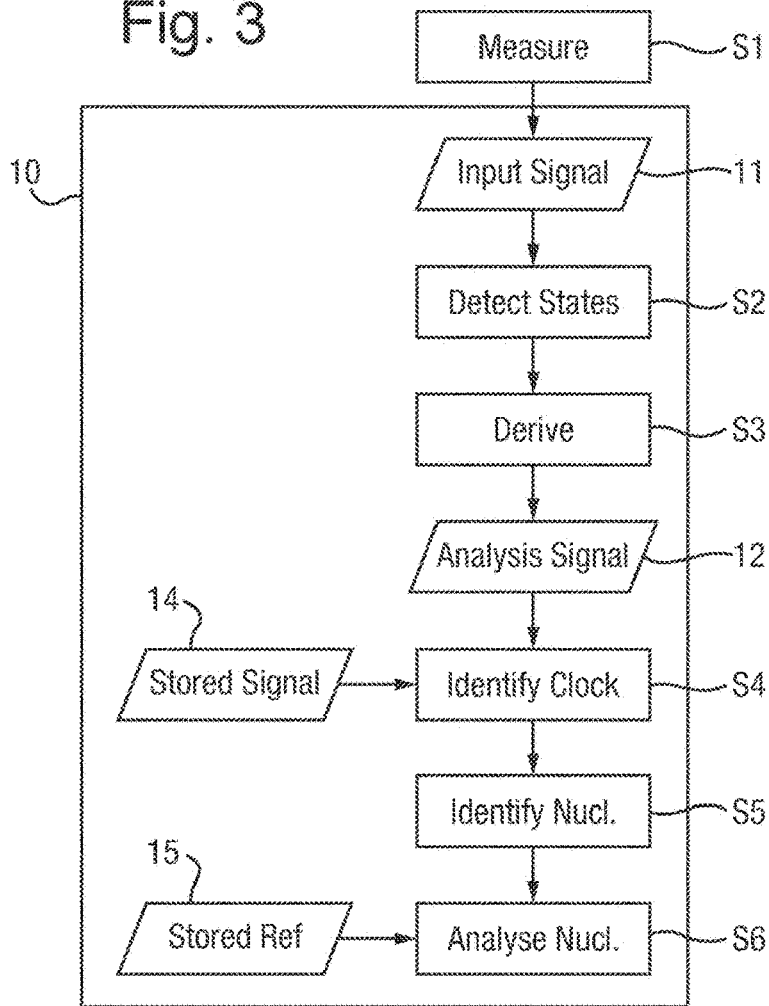 Fig. 3
Measure S1
10
Input Signal 11
Detect States S2
Derive S3
Analysis Signal 12
14
Stored Signal Identify Clock S4
Identify Nucl. S5
15
Stored Ref Analyse Nucl. S6